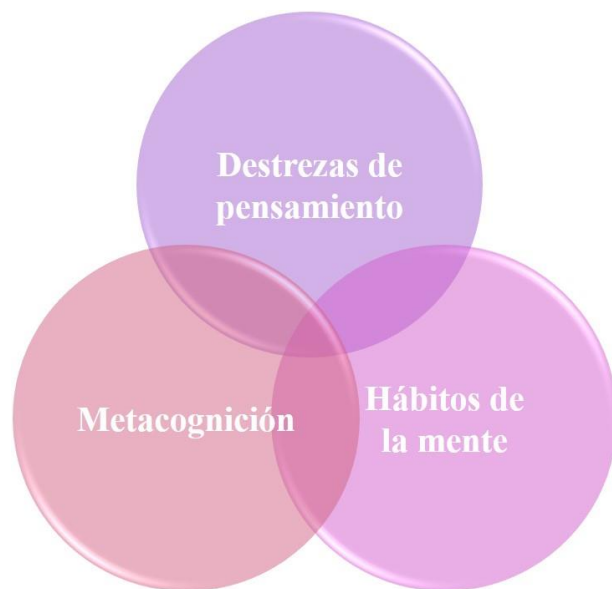 Destrezas de
pensamiento
Metacognición
Hábitos de
la mente